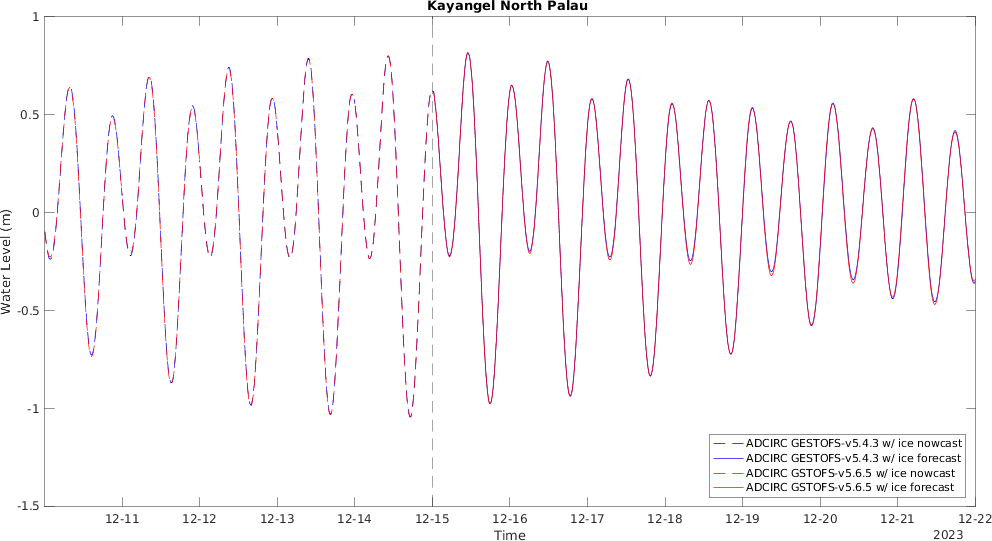 Kayangel North Palau
1
0.5
0
-0.5
-1
-1.5
Water Level (m)
12-11 12-12 12-13 12-14 12-15 12-16 12-17 12-18 12-19 12-20 12-21 12-22
Time
2023
ADCIRC GESTOFS-v5.4.3 w/ ice nowcast
ADCIRC GESTOFS-v5.4.3 w/ ice forecast
ADCIRC GSTOFS-v5.6.5 w/ ice nowcast
ADCIRC GSTOFS-v5.6.5 w/ ice forecast